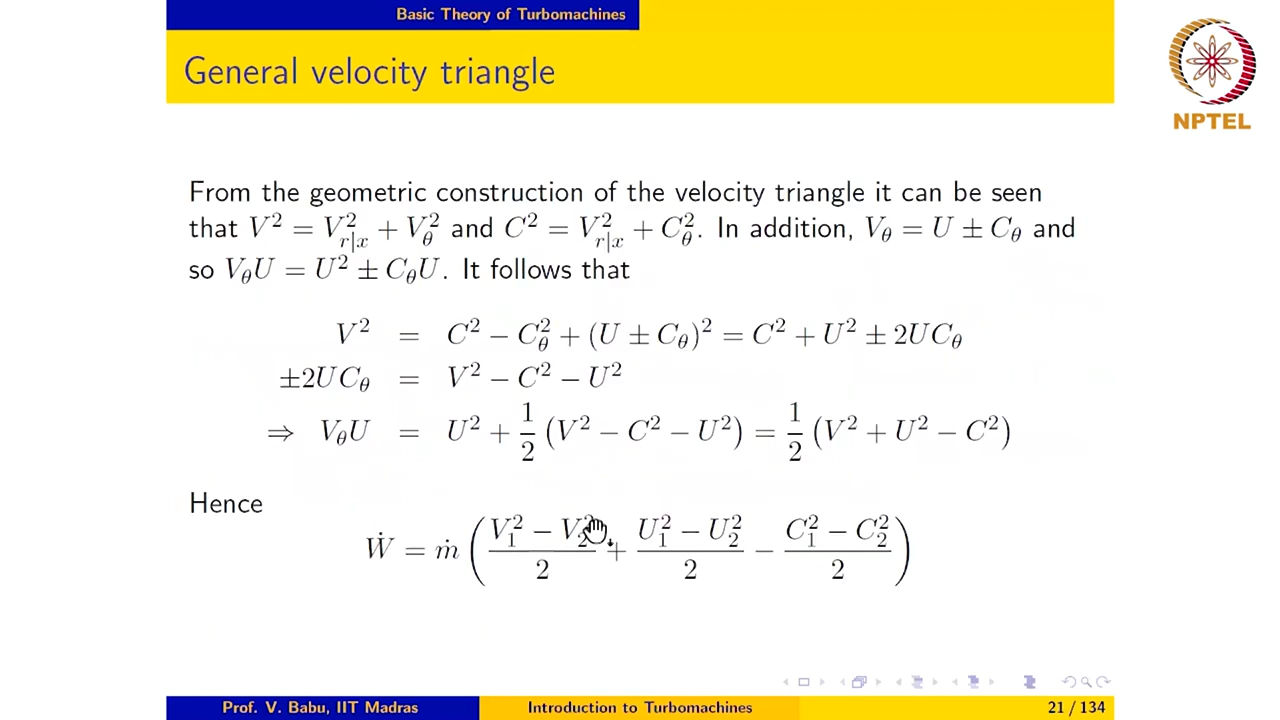 Basic Theory of Turbomachines
General velocity triangle
NPTEL
From the geometric construction of the velocity triangle it can be seen
that V² = V²_{r|x} + V²_θ and C² = V²_{r|x} + C²_θ. In addition, V_θ = U ± C_θ and
so V_θU = U² ± C_θU. It follows that
V² = C² − C²_θ + (U ± C_θ)² = C² + U² ± 2UC_θ
±2UC_θ = V² − C² − U²
⇒ V_θU = U² + 1/2 (V² − C² − U²) = 1/2 (V² + U² − C²)
Hence
Ẇ = ṁ ( (V₁² − V₂²)/2 + (U₁² − U₂²)/2 − (C₁² − C₂²)/2 )
Prof. V. Babu, IIT Madras Introduction to Turbomachines 21 / 134